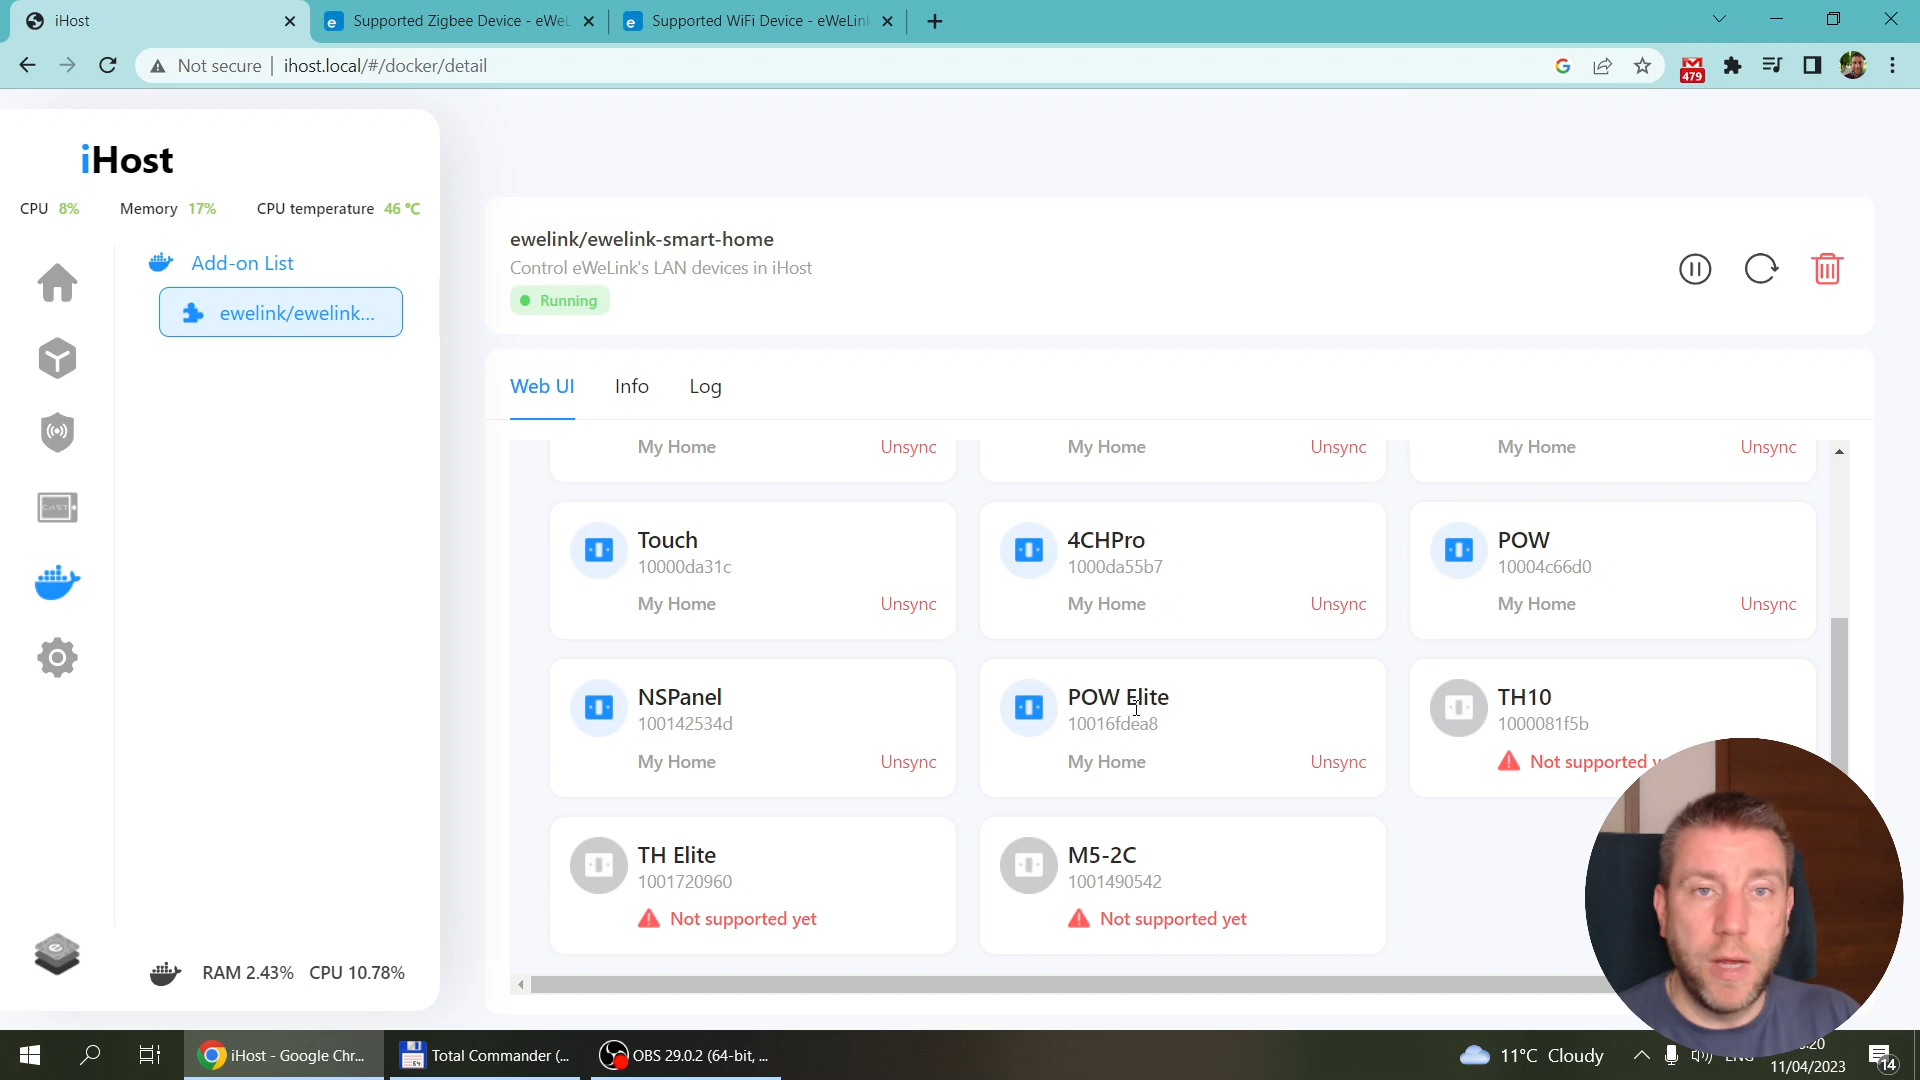 iHost
Supported Zigbee Device - eWeL
Supported WiFi Device - eWeLink
Not secure
ihost.local/#/docker/detail
479
iHost
CPU 8%
Memory 17%
CPU temperature 46 ℃
Add-on List
ewelink/ewelink...
CAST
RAM 2.43% CPU 10.78%
ewelink/ewelink-smart-home
Control eWeLink's LAN devices in iHost
Running
Web UI
Info
Log
My Home
Unsync
My Home
Unsync
My Home
Unsync
Touch
10000da31c
My Home
Unsync
4CHPro
1000da55b7
My Home
Unsync
POW
10004c66d0
My Home
Unsync
NSPanel
100142534d
My Home
Unsync
POW Elite
10016fdea8
My Home
Unsync
TH10
1000081f5b
Not supported
TH Elite
1001720960
Not supported yet
M5-2C
1001490542
Not supported yet
iHost - Google Chr...
Total Commander (...
OBS 29.0.2 (64-bit, ...
11°C Cloudy
ENG
:20
11/04/2023
14